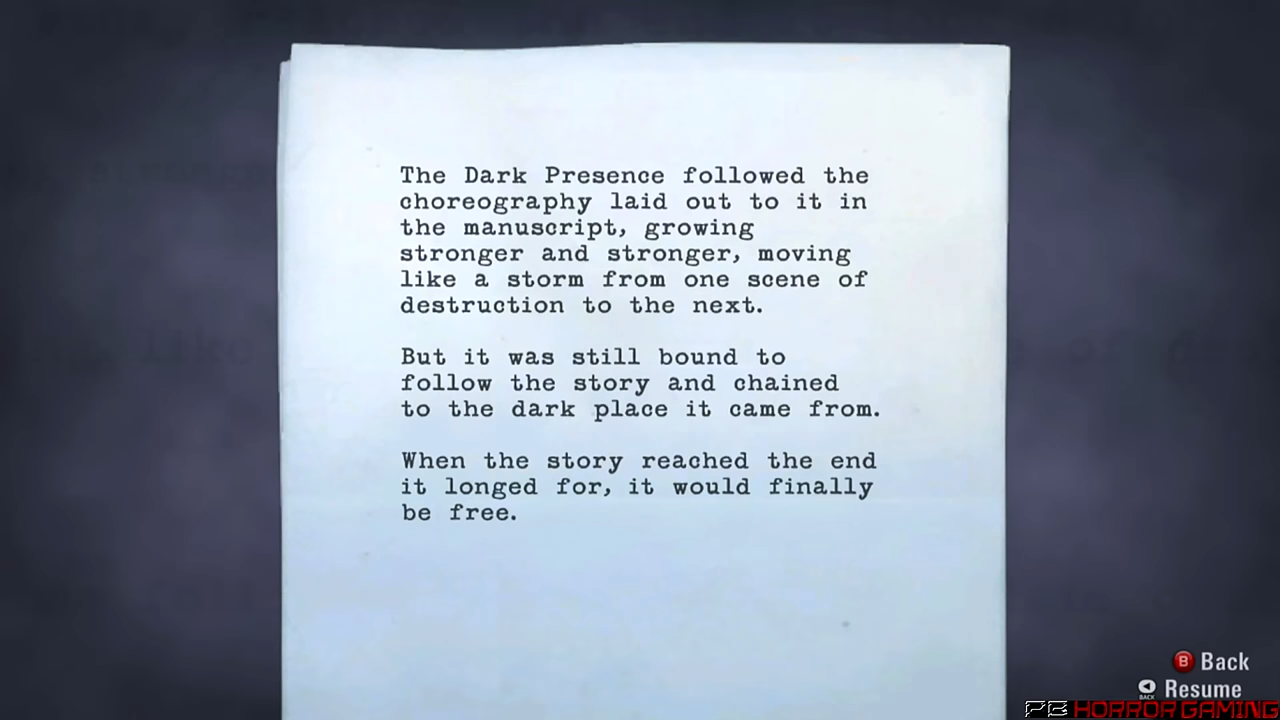 The Dark Presence followed the
choreography laid out to it in
the manuscript, growing
stronger and stronger, moving
like a storm from one scene of
destruction to the next.
But it was still bound to
follow the story and chained
to the dark place it came from.
When the story reached the end
it longed for, it would finally
be free.
B Back
BACK Resume
HORROR GAMING